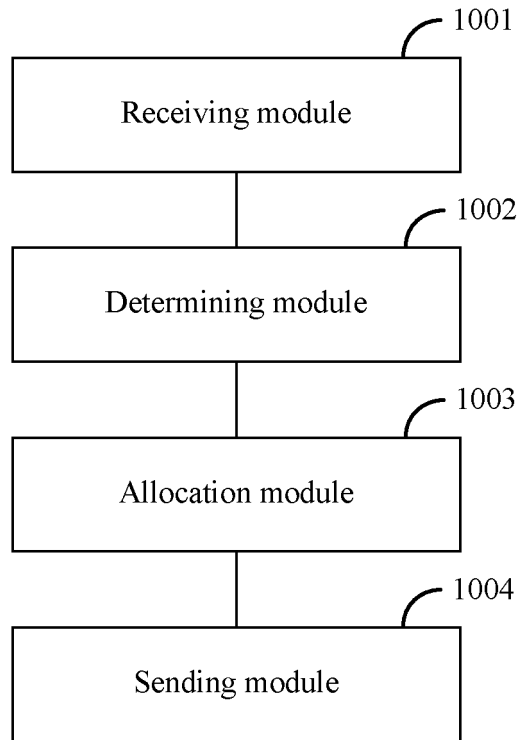 1001
Receiving module
1002
Determining module
1003
Allocation module
1004
Sending module